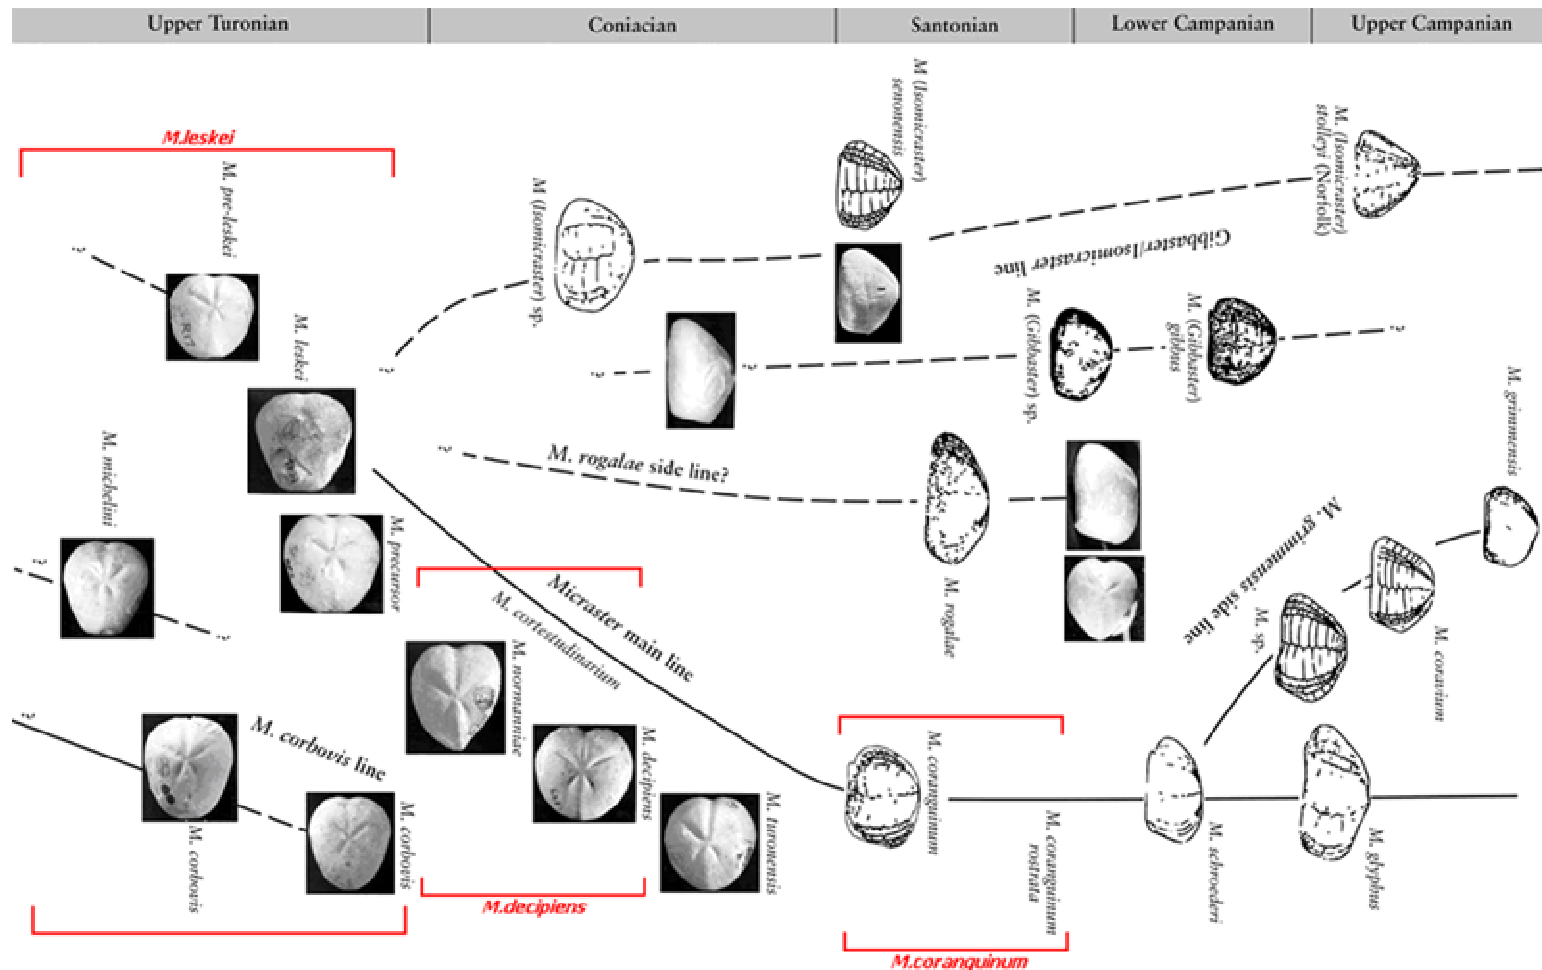 Upper Turonian
Coniacian
Santonian
Lower Campanian
Upper Campanian
M.leskei
M. pre-leskei
M. leskei
M. michelini
M. precursor
M. corbovis line
M. corbovis
M. corbovis
M (Isomicraster) sp.
M (Isomicraster)
senonensis
M. (Isomicraster)
stolleyi (Norfolk)
Gibbaster/Isomicraster line
M. (Gibbaster) sp.
M. (Gibbaster)
gibbus
M. rogalae side line?
M. rogalae
Micraster main line
M. cortestudinarium
M. normanniae
M. decipiens
M. turonensis
M.decipiens
M. coranguinum
M. coranguinum
rostrata
M.coranguinum
M. grimmensis side line
M. grimmensis
M. sp.
M. coravium
M. schroederi
M. glyphus
?
?
?
?
?
?
?
?
?